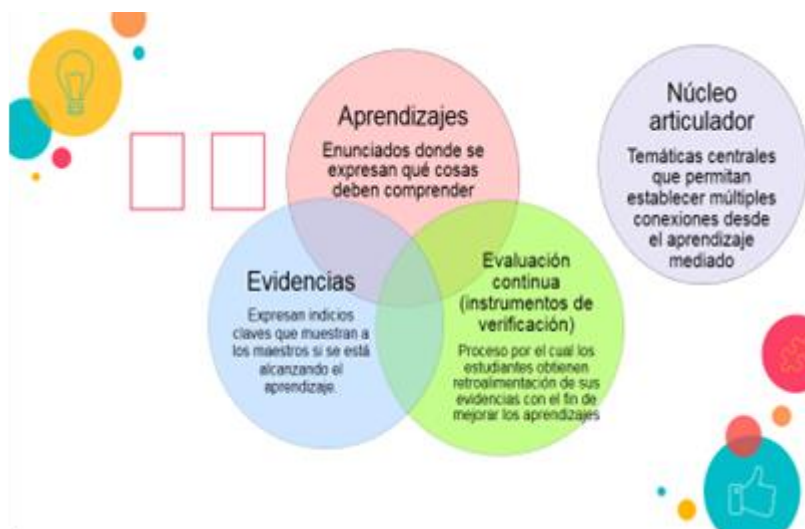 Aprendizajes
Enunciados donde se
expresan qué cosas
deben comprender
Núcleo
articulador
Temáticas centrales
que permitan
establecer múltiples
conexiones desde
el aprendizaje
mediado
Evidencias
Expresan indicios
claves que muestran a
los maestros si se está
alcanzando el
aprendizaje.
Evaluación
continua
(instrumentos de
verificación)
Proceso por el cual los
estudiantes obtienen
retroalimentación de sus
evidencias con el fin de
mejorar los aprendizajes